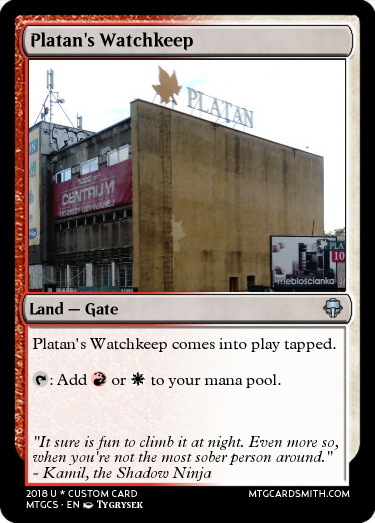 Platan's Watchkeep
PLATAN
CENTRUM
meblościanka
10
Land — Gate
Platan's Watchkeep comes into play tapped.
: Add or to your mana pool.
"It sure is fun to climb it at night. Even more so,
when you're not the most sober person around."
- Kamil, the Shadow Ninja
2018 U * CUSTOM CARD
MTGCARDSMITH.COM
MTGCS · EN TYGRYSEK